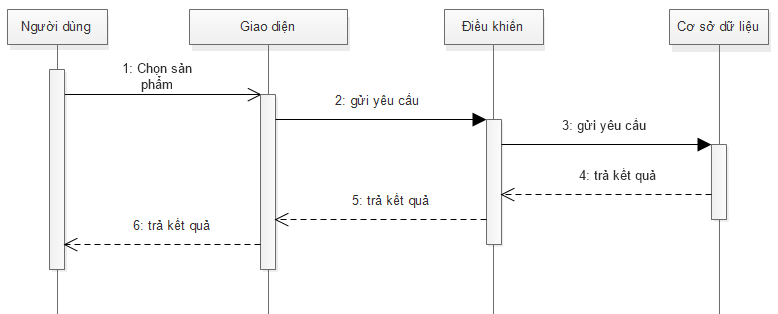 Người dùng
Giao diện
Điều khiển
Cơ sở dữ liệu
1: Chọn sản
phẩm
2: gửi yêu cầu
3: gửi yêu cầu
4: trả kết quả
5: trả kết quả
6: trả kết quả